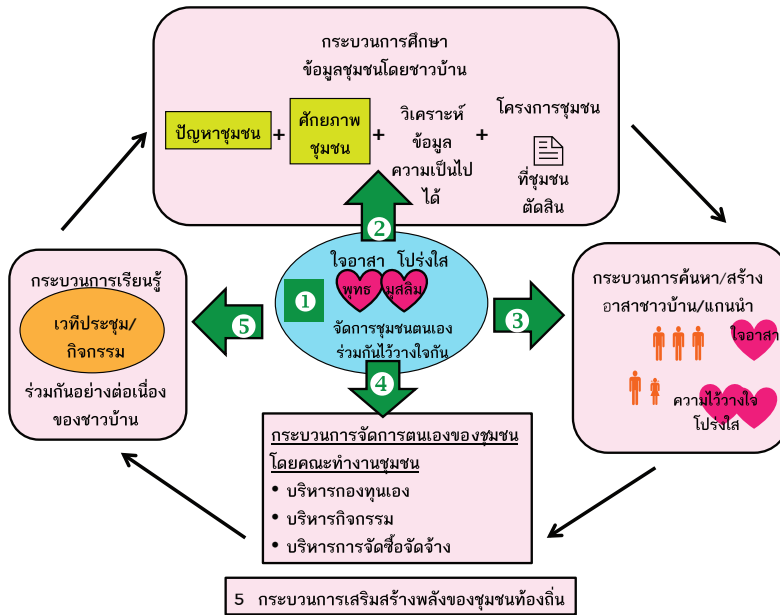 กระบวนการศึกษา
ข้อมูลชุมชนโดยชาวบ้าน
ปัญหาชุมชน
+
ศักยภาพ
ชุมชน
+
วิเคราะห์
ข้อมูล
ความเป็นไป
ได้
+
โครงการชุมชน
ที่ชุมชน
ตัดสิน
2
ใจอาสา โปร่งใส
พุทธ
มุสลิม
1
จัดการชุมชนตนเอง
ร่วมกันไว้วางใจกัน
3
กระบวนการค้นหา/สร้าง
อาสาชาวบ้าน/แกนนำ
ใจอาสา
ความไว้วางใจ
โปร่งใส
4
กระบวนการจัดการตนเองของชุมชน
โดยคณะทำงานชุมชน
• บริหารกองทุนเอง
• บริหารกิจกรรม
• บริหารการจัดซื้อจัดจ้าง
5
กระบวนการเรียนรู้
เวทีประชุม/
กิจกรรม
ร่วมกันอย่างต่อเนื่อง
ของชาวบ้าน
5 กระบวนการเสริมสร้างพลังของชุมชนท้องถิ่น